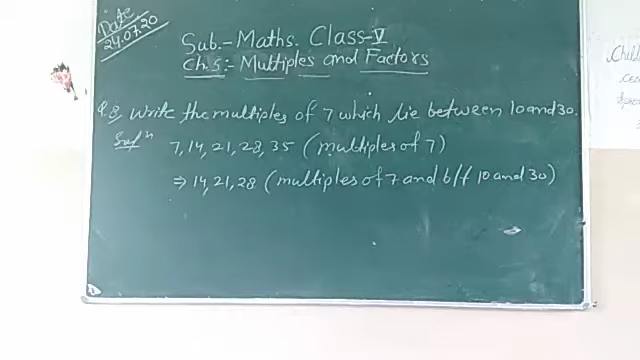 Date
24.07.20
Sub.- Maths. Class-V
Ch.5:- Multiples and Factors
Q.8. Write the multiples of 7 which lie between 10 and 30.
Solⁿ
7, 14, 21, 28, 35 (multiples of 7)
⇒ 14, 21, 28 (multiples of 7 and b/f 10 and 30)